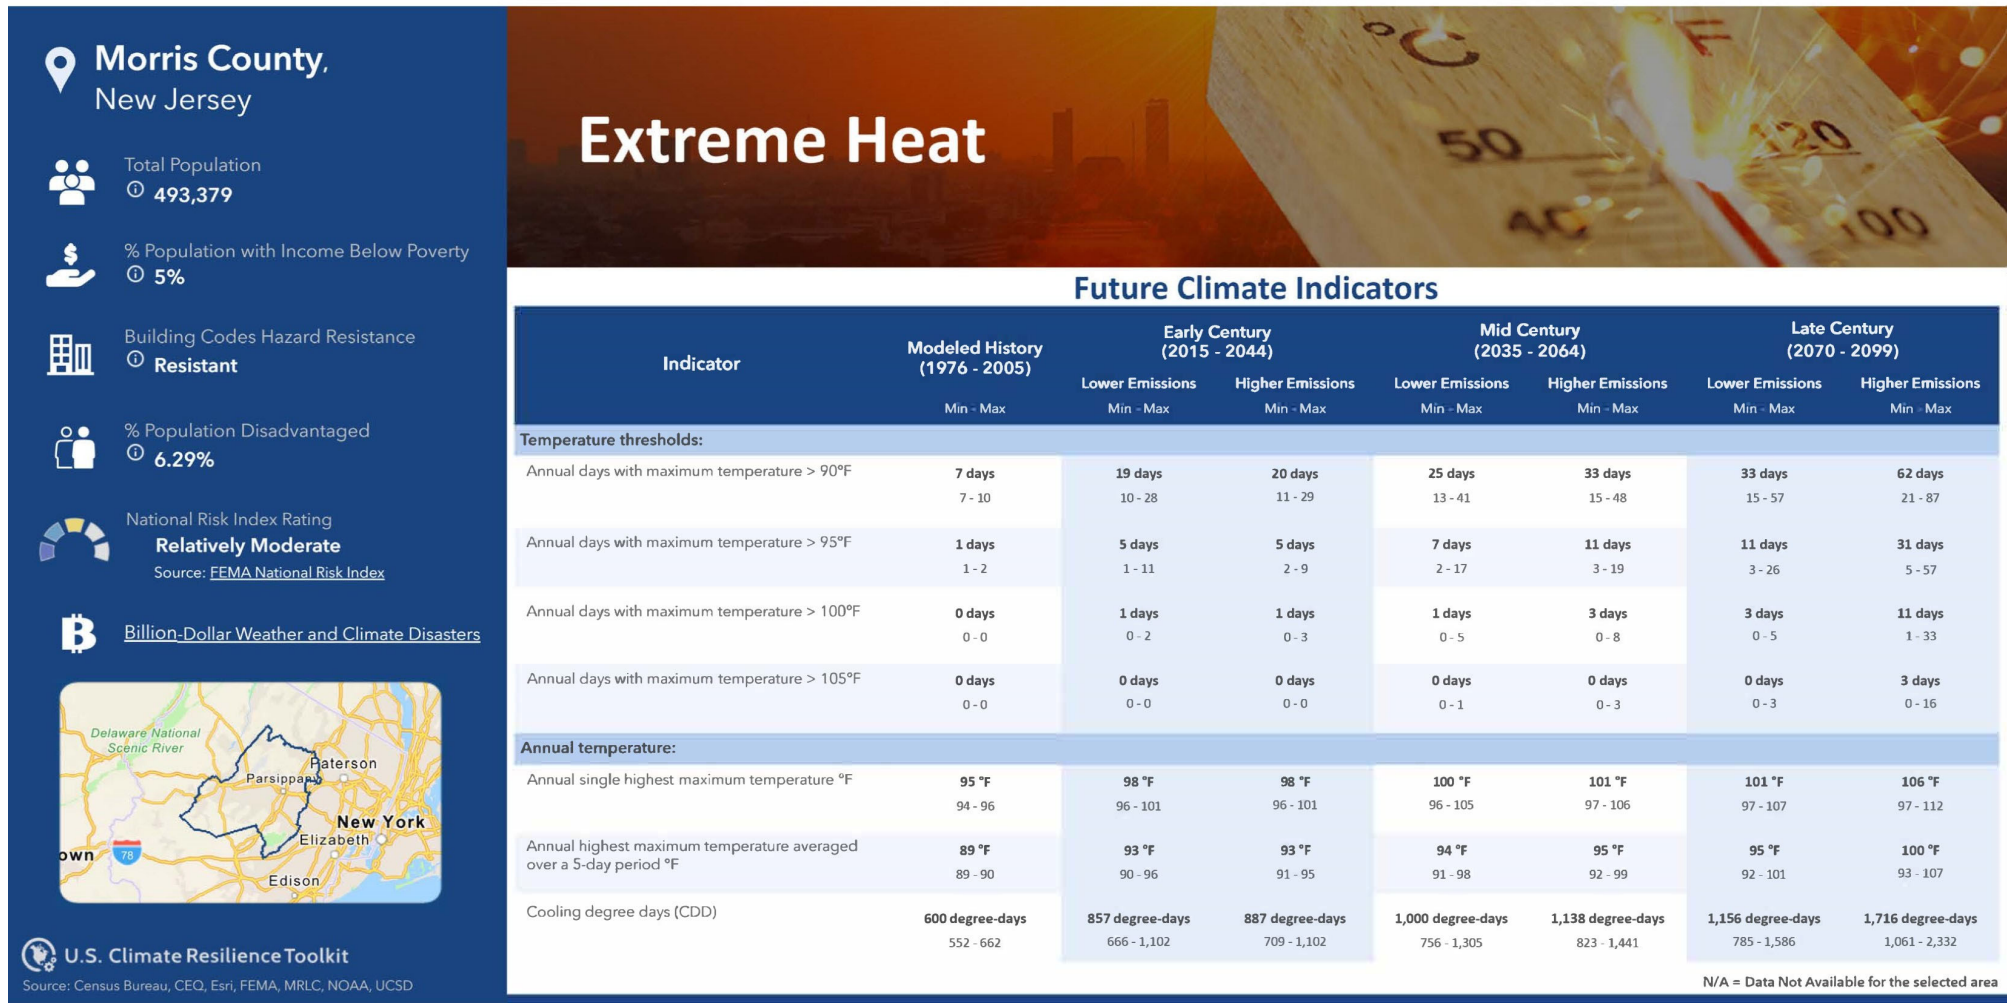 Morris County,
New Jersey
Total Population
493,379
% Population with Income Below Poverty
5%
Building Codes Hazard Resistance
Resistant
% Population Disadvantaged
6.29%
National Risk Index Rating
Relatively Moderate
Source: FEMA National Risk Index
Billion-Dollar Weather and Climate Disasters
Delaware National
Scenic River
Paterson
Parsippany
New York
Elizabeth
own
78
Edison
U.S. Climate Resilience Toolkit
Source: Census Bureau, CEQ, Esri, FEMA, MRLC, NOAA, UCSD
Extreme Heat
°C F
50 120
40 100
Future Climate Indicators
Indicator
Modeled History
(1976 - 2005)
Min - Max
Early Century
(2015 - 2044)
Mid Century
(2035 - 2064)
Late Century
(2070 - 2099)
Lower Emissions Higher Emissions Lower Emissions Higher Emissions Lower Emissions Higher Emissions
Min - Max Min - Max Min - Max Min - Max Min - Max Min - Max
Temperature thresholds:
Annual days with maximum temperature > 90°F 7 days 19 days 20 days 25 days 33 days 33 days 62 days
7 - 10 10 - 28 11 - 29 13 - 41 15 - 48 15 - 57 21 - 87
Annual days with maximum temperature > 95°F 1 days 5 days 5 days 7 days 11 days 11 days 31 days
1 - 2 1 - 11 2 - 9 2 - 17 3 - 19 3 - 26 5 - 57
Annual days with maximum temperature > 100°F 0 days 1 days 1 days 1 days 3 days 3 days 11 days
0 - 0 0 - 2 0 - 3 0 - 5 0 - 8 0 - 5 1 - 33
Annual days with maximum temperature > 105°F 0 days 0 days 0 days 0 days 0 days 0 days 3 days
0 - 0 0 - 0 0 - 0 0 - 1 0 - 3 0 - 3 0 - 16
Annual temperature:
Annual single highest maximum temperature °F 95 °F 98 °F 98 °F 100 °F 101 °F 101 °F 106 °F
94 - 96 96 - 101 96 - 101 96 - 105 97 - 106 97 - 107 97 - 112
Annual highest maximum temperature averaged
over a 5-day period °F
89 °F 93 °F 93 °F 94 °F 95 °F 95 °F 100 °F
89 - 90 90 - 96 91 - 95 91 - 98 92 - 99 92 - 101 93 - 107
Cooling degree days (CDD) 600 degree-days 857 degree-days 887 degree-days 1,000 degree-days 1,138 degree-days 1,156 degree-days 1,716 degree-days
552 - 662 666 - 1,102 709 - 1,102 756 - 1,305 823 - 1,441 785 - 1,586 1,061 - 2,332
N/A = Data Not Available for the selected area